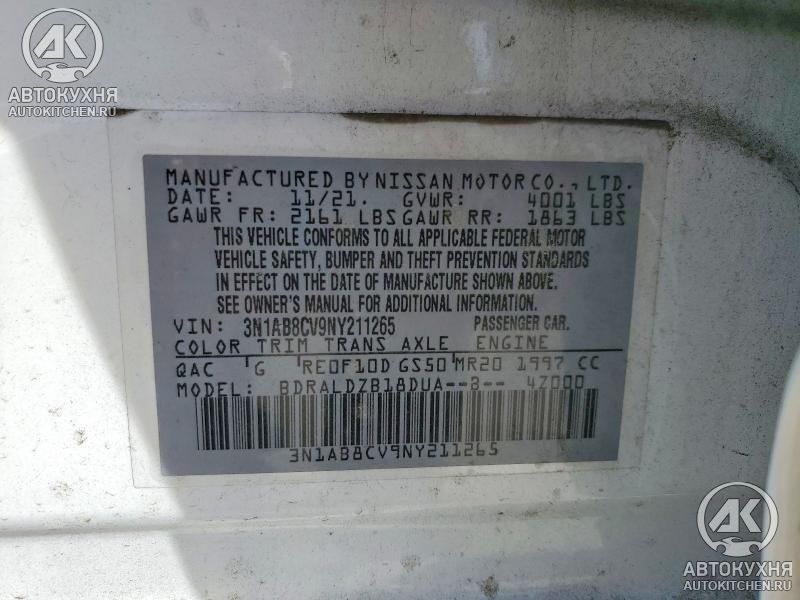 AK
АВТОКУХНЯ
AUTOKITCHEN.RU
MANUFACTURED BY NISSAN MOTOR CO., LTD.
DATE: 11/21. GVWR: 4001 LBS
GAWR FR: 2161 LBS GAWR RR: 1863 LBS
THIS VEHICLE CONFORMS TO ALL APPLICABLE FEDERAL MOTOR
VEHICLE SAFETY, BUMPER AND THEFT PREVENTION STANDARDS
IN EFFECT ON THE DATE OF MANUFACTURE SHOWN ABOVE.
SEE OWNER'S MANUAL FOR ADDITIONAL INFORMATION.
VIN: 3N1AB8CV9NY211265 PASSENGER CAR.
COLOR TRIM TRANS AXLE ENGINE
QAC G RE0F10D GS50 MR20 1997 CC
MODEL: BDRALDZB18DUA--B-- 4Z000
3N1AB8CV9NY211265
AK
АВТОКУХНЯ
AUTOKITCHEN.RU